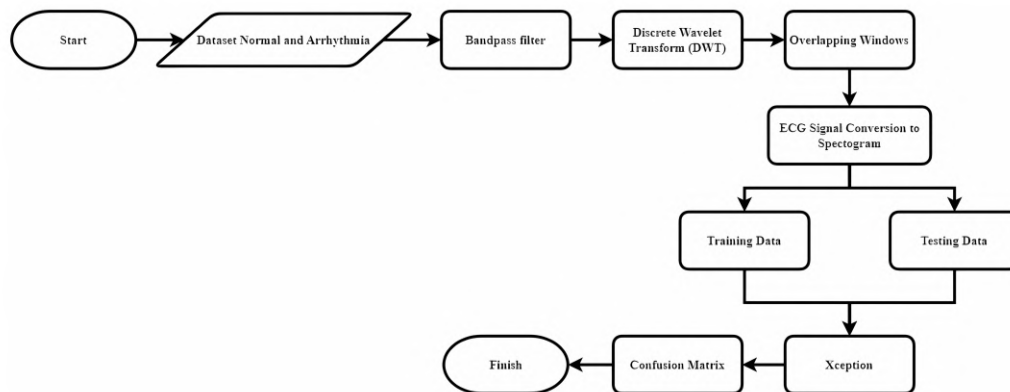 Start
Dataset Normal and Arrhythmia
Bandpass filter
Discrete Wavelet
Transform (DWT)
Overlapping Windows
ECG Signal Conversion to
Spectogram
Training Data
Testing Data
Finish
Confusion Matrix
Xception